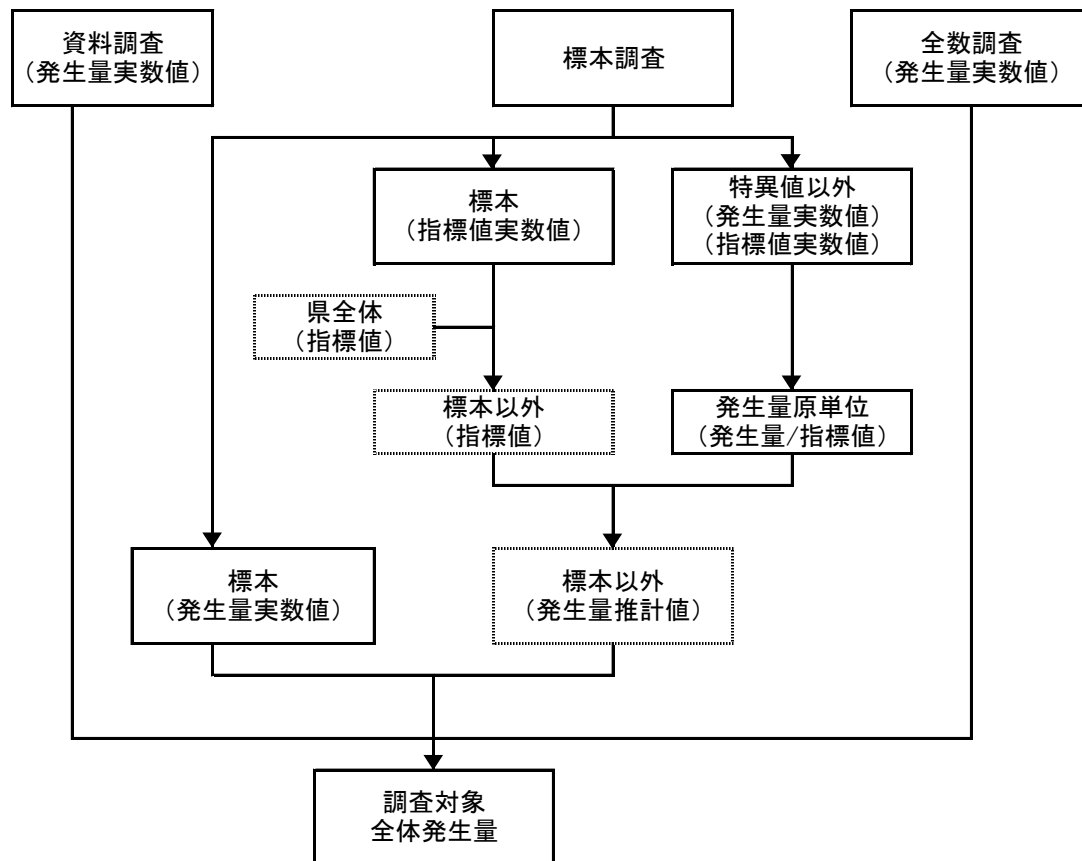 資料調査
（発生量実数値）
標本調査
全数調査
（発生量実数値）
標本
（指標値実数値）
特異値以外
（発生量実数値）
（指標値実数値）
県全体
（指標値）
標本以外
（指標値）
発生量原単位
（発生量/指標値）
標本
（発生量実数値）
標本以外
（発生量推計値）
調査対象
全体発生量